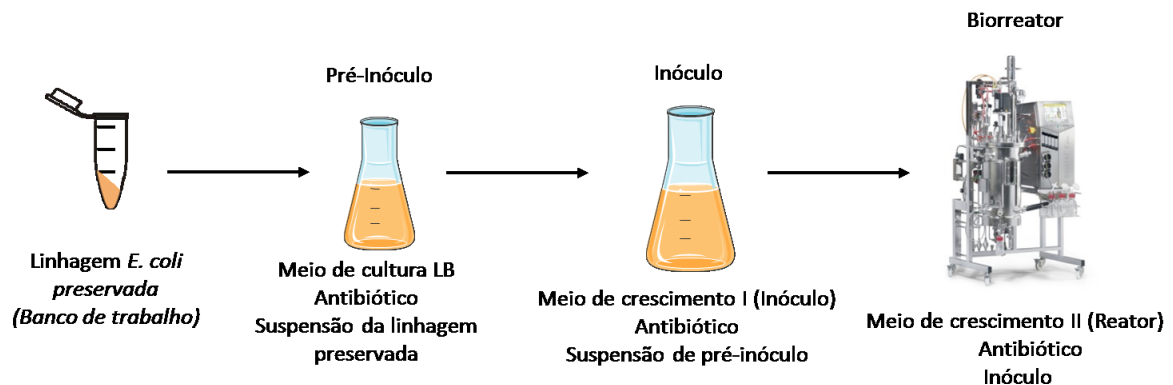 Linhagem E. coli
preservada
(Banco de trabalho)
Pré-Inóculo
Meio de cultura LB
Antibiótico
Suspensão da linhagem
preservada
Inóculo
Meio de crescimento I (Inóculo)
Antibiótico
Suspensão de pré-inóculo
Biorreator
Meio de crescimento II (Reator)
Antibiótico
Inóculo